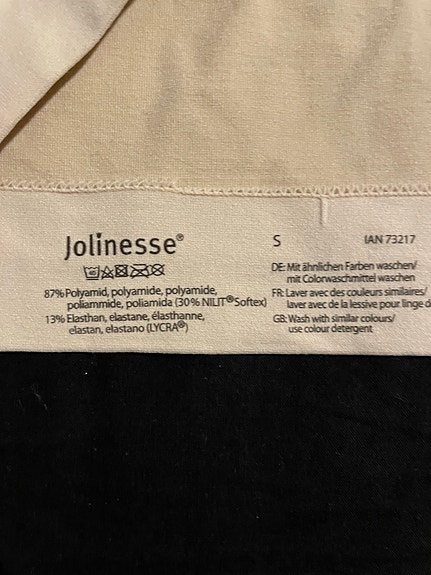 Jolinesse®
S
IAN 73217
87% Polyamid, polyamide, polyamide,
poliammide, poliamida (30% NILIT® Softex)
13% Elasthan, elastane, élasthanne,
elastan, elastano (LYCRA®)
DE: Mit ähnlichen Farben waschen/
mit Colorwaschmittel waschen
FR: Laver avec des couleurs similaires/
laver avec de la lessive pour linge d
GB: Wash with similar colours/
use colour detergent